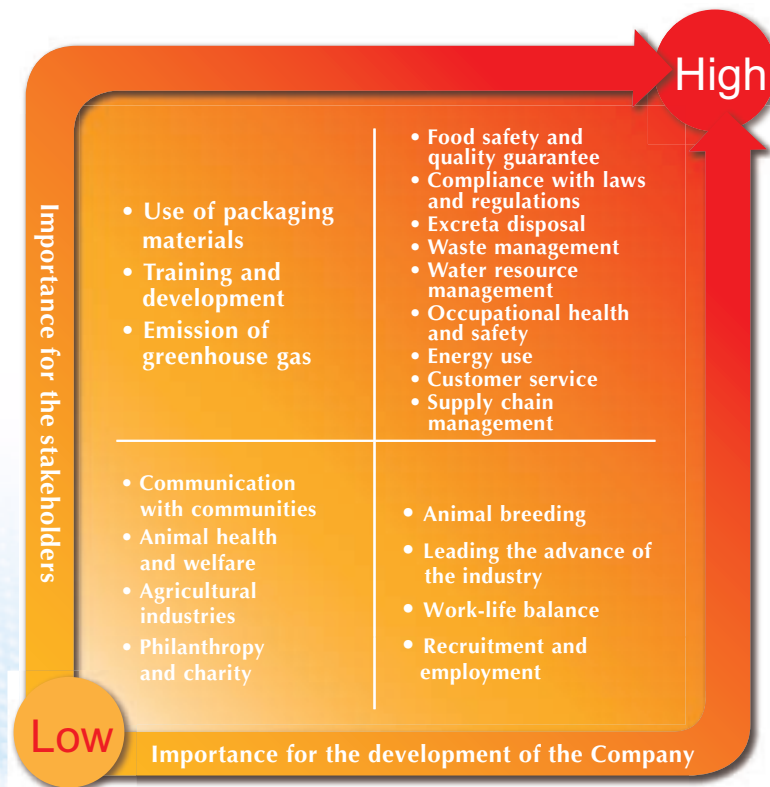 High
Importance for the stakeholders
• Use of packaging
materials
• Training and
development
• Emission of
greenhouse gas
• Food safety and
quality guarantee
• Compliance with laws
and regulations
• Excreta disposal
• Waste management
• Water resource
management
• Occupational health
and safety
• Energy use
• Customer service
• Supply chain
management
• Communication
with communities
• Animal health
and welfare
• Agricultural
industries
• Philanthropy
and charity
• Animal breeding
• Leading the advance of
the industry
• Work-life balance
• Recruitment and
employment
Low
Importance for the development of the Company